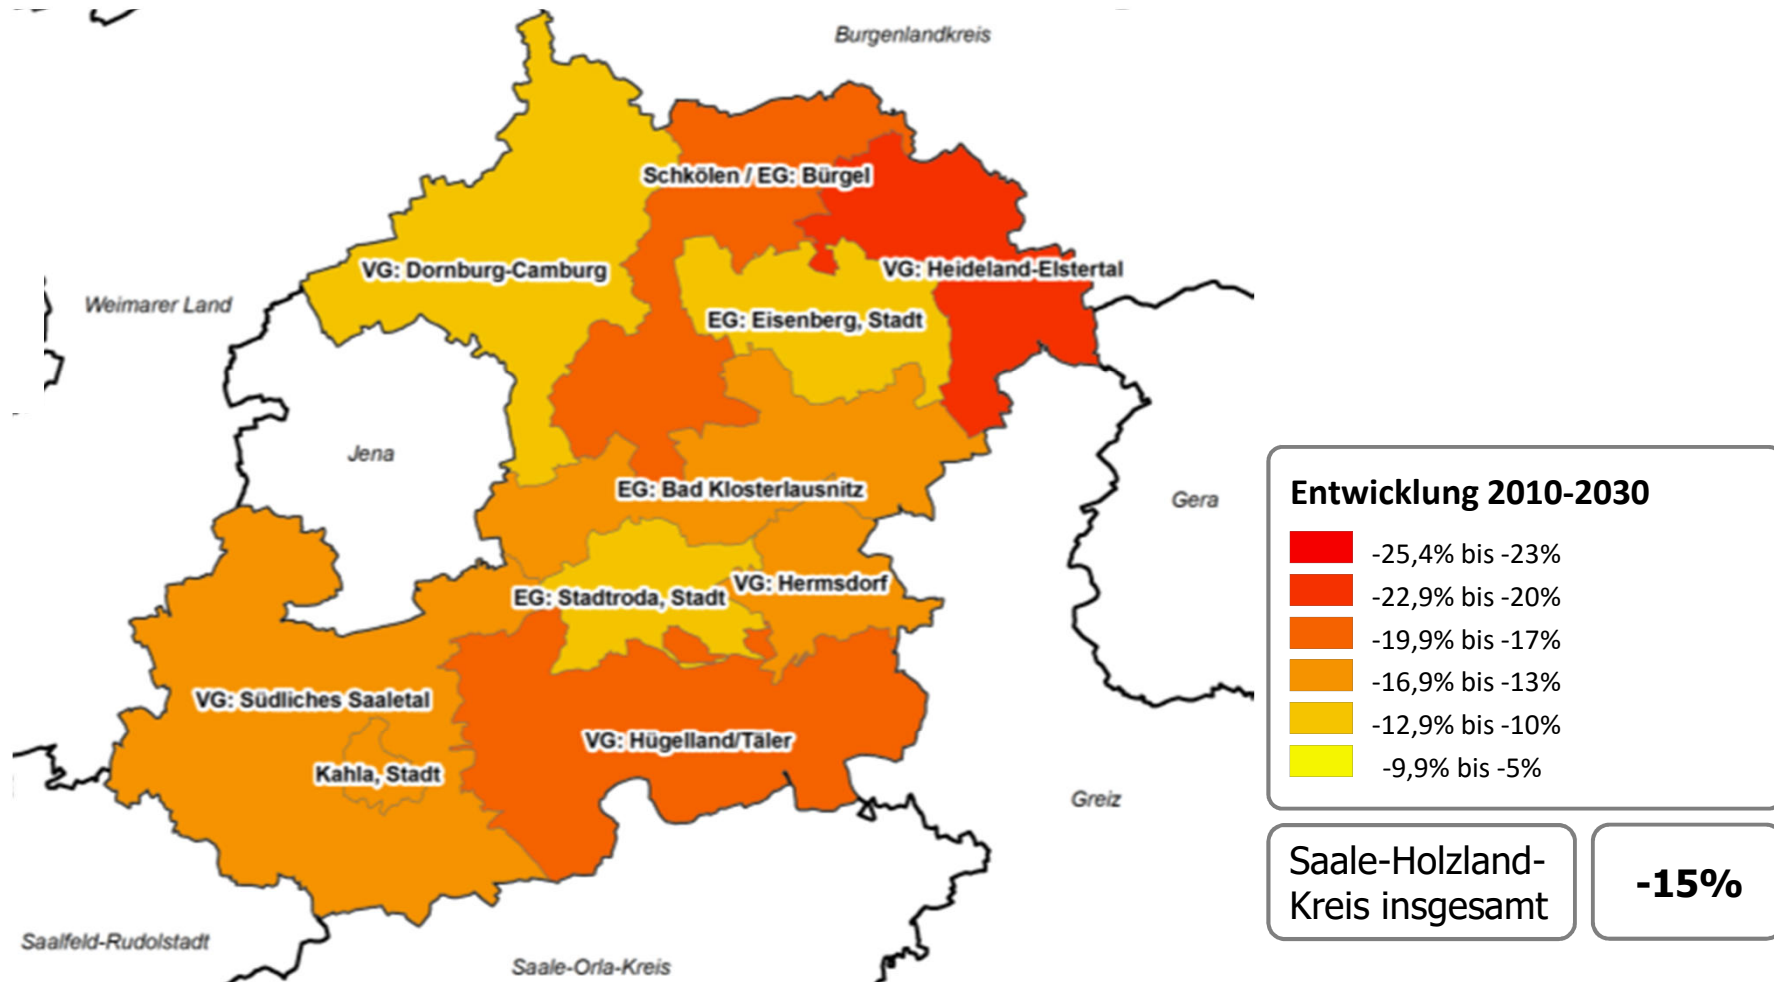 Burgenlandkreis
Schkölen / EG: Bürgel
VG: Dornburg-Camburg
VG: Heideland-Elstertal
Weimarer Land
EG: Eisenberg, Stadt
Jena
EG: Bad Klosterlausnitz
Gera
VG: Hermsdorf
EG: Stadtroda, Stadt
VG: Südliches Saaletal
VG: Hügelland/Täler
Kahla, Stadt
Greiz
Saalfeld-Rudolstadt
Saale-Orla-Kreis
Entwicklung 2010-2030
-25,4% bis -23%
-22,9% bis -20%
-19,9% bis -17%
-16,9% bis -13%
-12,9% bis -10%
-9,9% bis -5%
Saale-Holzland-
Kreis insgesamt
-15%